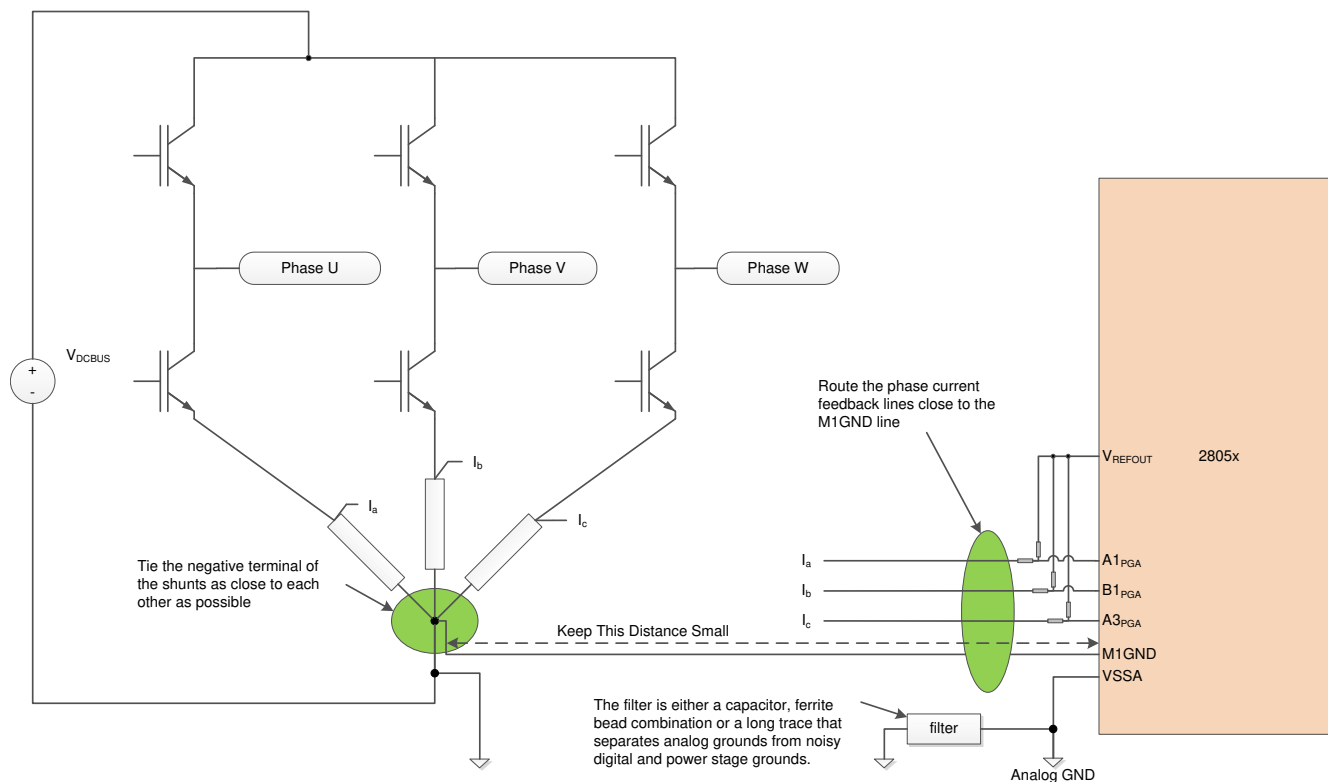 Phase U
Phase V
Phase W
VDCBUS
+
-
Route the phase current
feedback lines close to the
M1GND line
Ib
VREFOUT
2805x
Ia
Ic
Tie the negative terminal of
the shunts as close to each
other as possible
Ia
A1PGA
Ib
B1PGA
Ic
A3PGA
Keep This Distance Small
M1GND
VSSA
The filter is either a capacitor, ferrite
bead combination or a long trace that
separates analog grounds from noisy
digital and power stage grounds.
filter
Analog GND